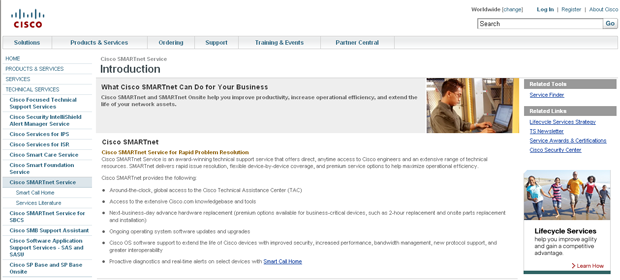 Worldwide [change]
Log In | Register | About Cisco
CISCO
Search
Go
Solutions
Products & Services
Ordering
Support
Training & Events
Partner Central
HOME
PRODUCTS & SERVICES
SERVICES
TECHNICAL SERVICES
Cisco Focused Technical
Support Services
Cisco Security IntelliShield
Alert Manager Service
Cisco Services for IPS
Cisco Services for ISR
Cisco Smart Care Service
Cisco Smart Foundation
Service
Cisco SMARTnet Service
Smart Call Home
Services Literature
Cisco SMARTnet Service for
SBCS
Cisco SMB Support Assistant
Cisco Software Application
Support Services - SAS and
SASU
Cisco SP Base and SP Base
Onsite
Cisco SMARTnet Service
Introduction
What Cisco SMARTnet Can Do for Your Business
Cisco SMARTnet and SMARTnet Onsite help you improve productivity, increase operational efficiency, and extend the
life of your network assets.
Cisco SMARTnet
Cisco SMARTnet Service for Rapid Problem Resolution
Cisco SMARTnet Service is an award-winning technical support service that offers direct, anytime access to Cisco engineers and an extensive range of technical
resources. SMARTnet delivers rapid issue resolution, flexible device-by-device coverage, and premium service options to help maximize operational efficiency.
Cisco SMARTnet provides the following:
Around-the-clock, global access to the Cisco Technical Assistance Center (TAC)
Access to the extensive Cisco.com knowledgebase and tools
Next-business-day advance hardware replacement (premium options available for business-critical devices, such as 2-hour replacement and onsite parts replacement
and installation)
Ongoing operating system software updates and upgrades
Cisco OS software support to extend the life of Cisco devices with improved security, increased performance, bandwidth management, new protocol support, and
greater interoperability
Proactive diagnostics and real-time alerts on select devices with Smart Call Home
Related Tools
Service Finder
Related Links
Lifecycle Services Strategy
TS Newsletter
Service Awards & Certifications
Cisco Security Center
Lifecycle Services
help you improve
agility and gain a
competitive
advantage.
Learn How